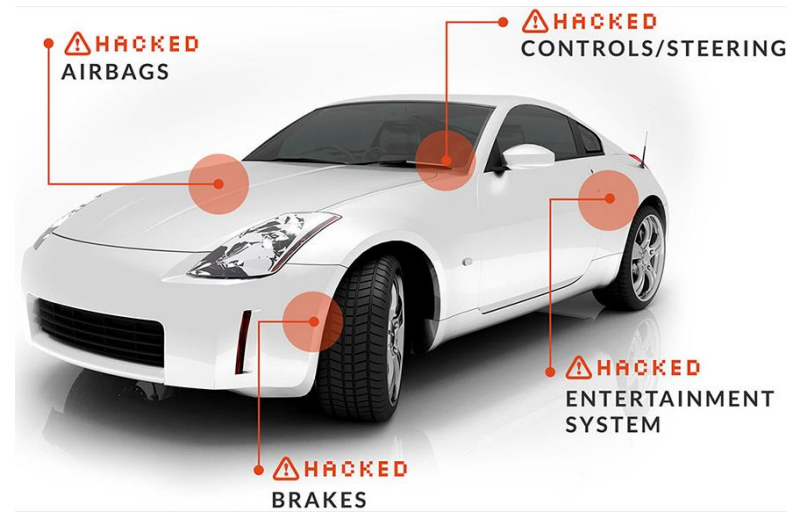 HACKED
AIRBAGS
HACKED
CONTROLS/STEERING
HACKED
ENTERTAINMENT
SYSTEM
HACKED
BRAKES